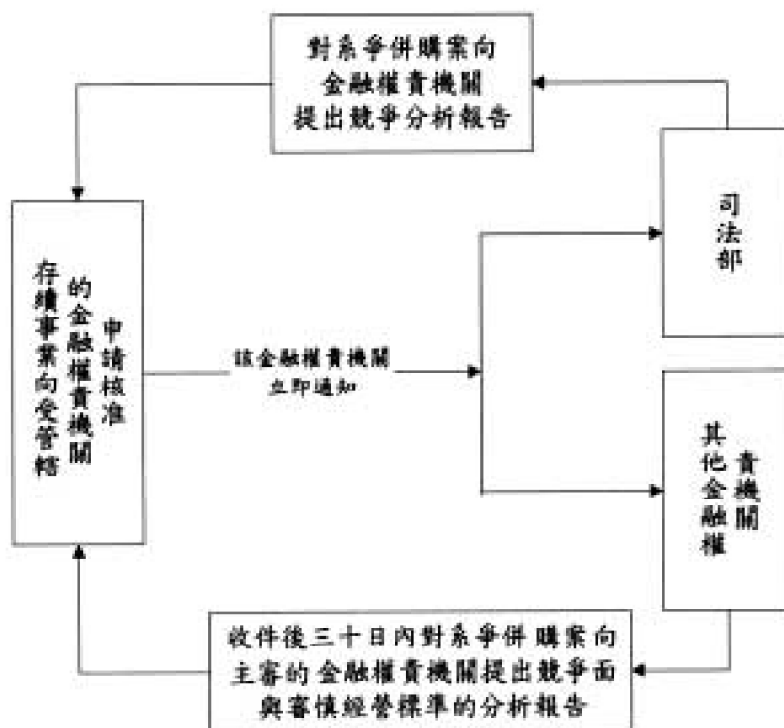 對系爭併購案向
金融權責機關
提出競爭分析報告
司法部
存續事業向受管轄
的金融權責機關
申請核准
該金融權責機關
立即通知
其他金融權
責機關
收件後三十日內對系爭併購案向
主審的金融權責機關提出競爭面
與審慎經營標準的分析報告